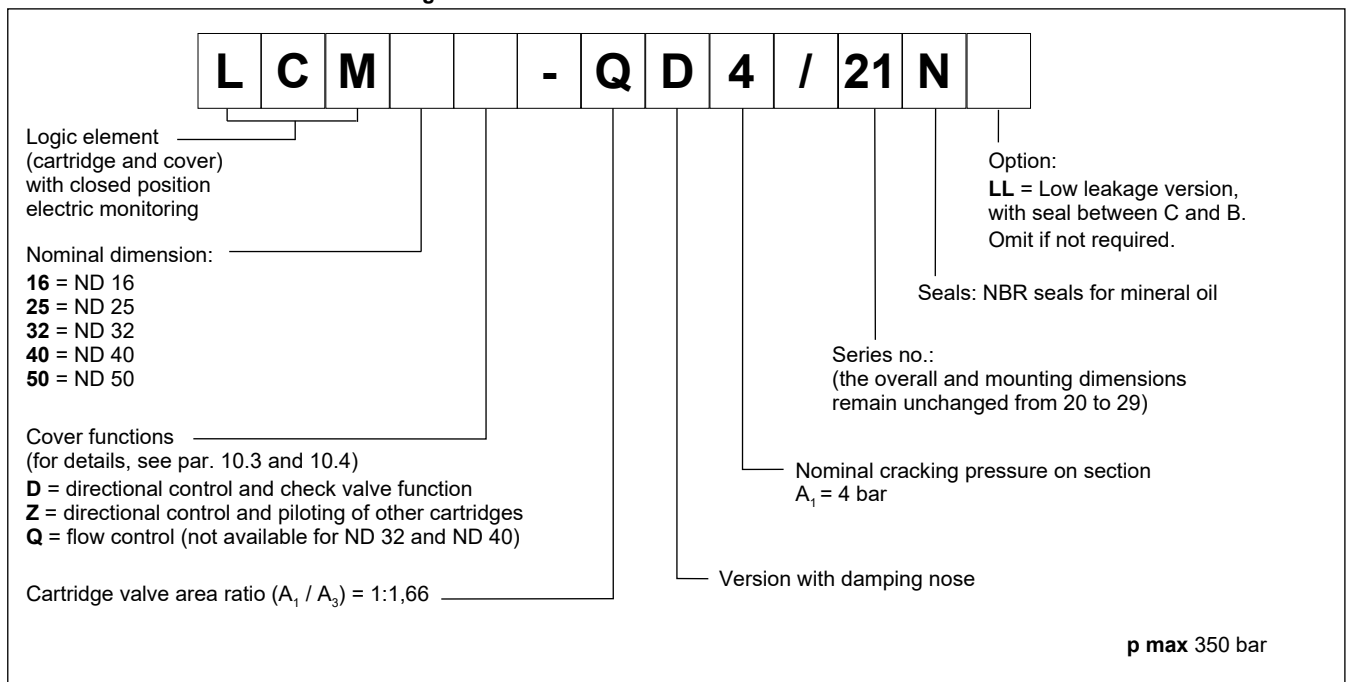 L C M - Q D 4 / 21 N
Logic element
(cartridge and cover)
with closed position
electric monitoring
Nominal dimension:
16 = ND 16
25 = ND 25
32 = ND 32
40 = ND 40
50 = ND 50
Cover functions
(for details, see par. 10.3 and 10.4)
D = directional control and check valve function
Z = directional control and piloting of other cartridges
Q = flow control (not available for ND 32 and ND 40)
Cartridge valve area ratio (A₁ / A₃) = 1:1,66
Option:
LL = Low leakage version,
with seal between C and B.
Omit if not required.
Seals: NBR seals for mineral oil
Series no.:
(the overall and mounting dimensions
remain unchanged from 20 to 29)
Nominal cracking pressure on section
A₁ = 4 bar
Version with damping nose
p max 350 bar